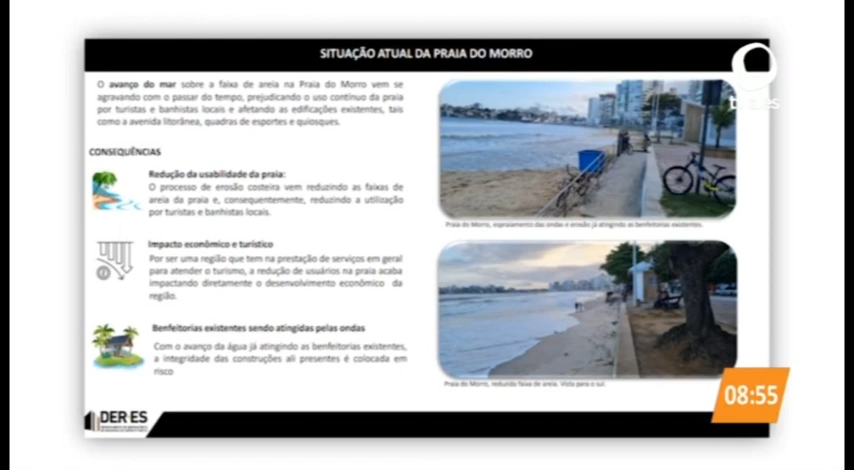 SITUAÇÃO ATUAL DA PRAIA DO MORRO
O avanço do mar sobre a faixa de areia na Praia do Morro vem se
agravando com o passar do tempo, prejudicando o uso contínuo da praia
por turistas e banhistas locais e afetando as edificações existentes, tais
como a avenida litorânea, quadras de esportes e quiosques.
CONSEQUÊNCIAS
Redução da usabilidade da praia:
O processo de erosão costeira vem reduzindo as faixas de
areia da praia e, consequentemente, reduzindo a utilização
por turistas e banhistas locais.
Impacto econômico e turístico
Por ser uma região que tem na prestação de serviços em geral
para atender o turismo, a redução de usuários na praia acaba
impactando diretamente o desenvolvimento econômico da
região.
Benfeitorias existentes sendo atingidas pelas ondas
Com o avanço da água já atingindo as benfeitorias existentes,
a integridade das construções ali presentes é colocada em
risco
Praia do Morro, espraiamento das ondas e erosão já atingindo as benfeitorias existentes.
Praia do Morro, reduzida faixa de areia. Vista para o sul.
DER-ES
08:55